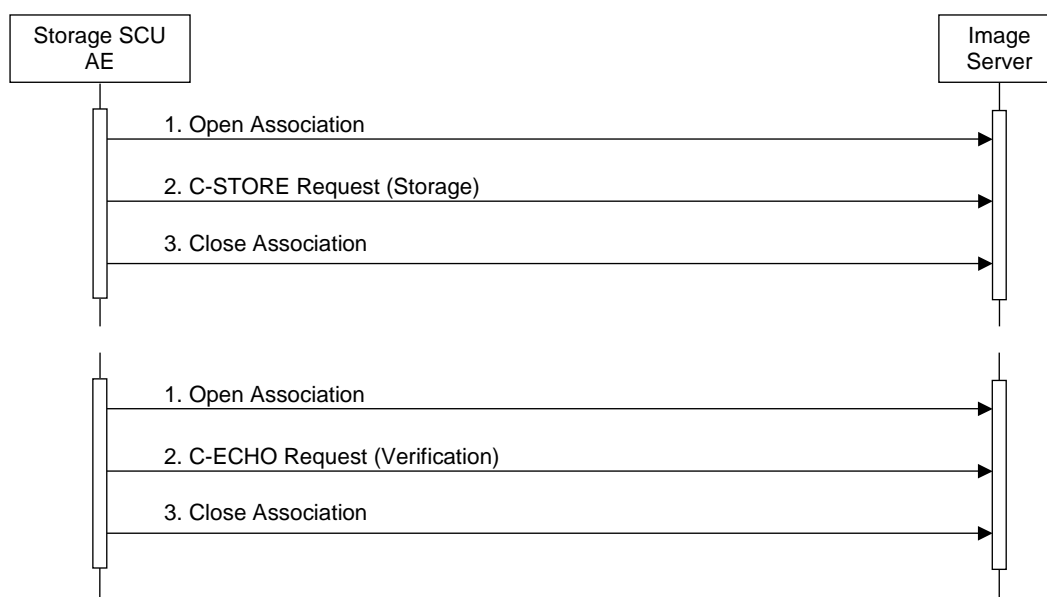 Storage SCU
AE
Image
Server
1. Open Association
2. C-STORE Request (Storage)
3. Close Association
1. Open Association
2. C-ECHO Request (Verification)
3. Close Association